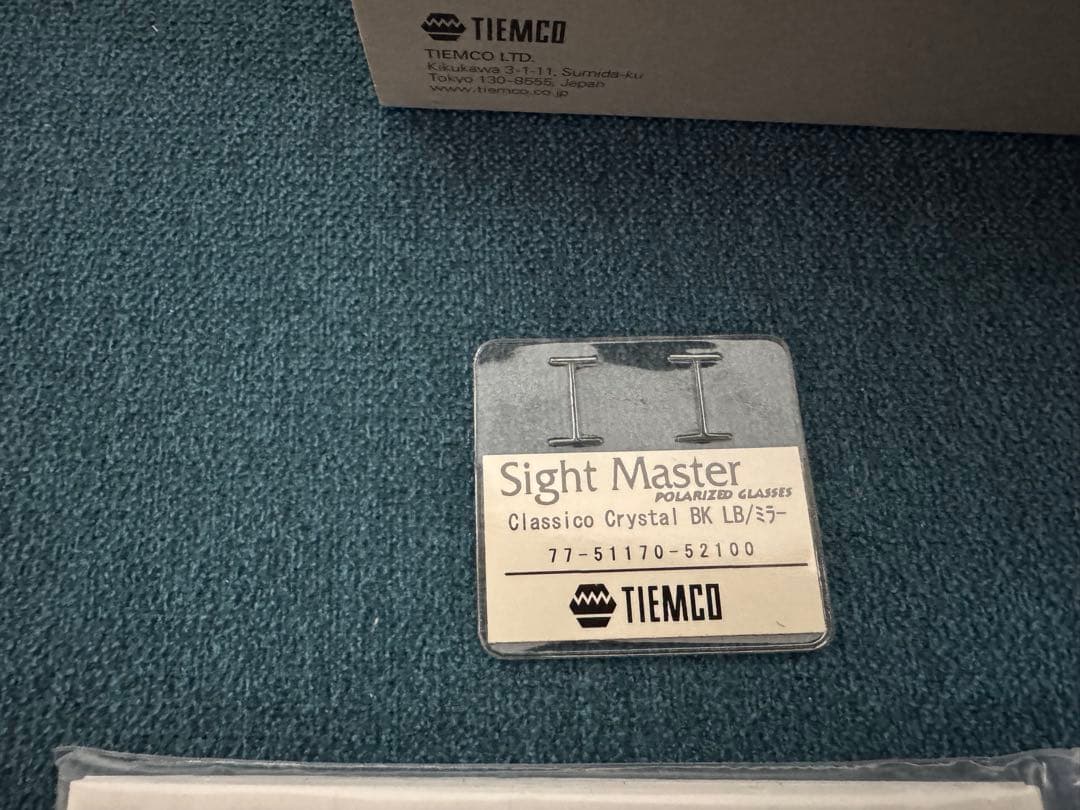 TIEMCO
TIEMCO LTD.
Kikukawa 3-1-11, Sumida-ku
Tokyo 130-8555, Japan
www.tiemco.co.jp
Sight Master
POLARIZED GLASSES
Classico Crystal BK LB/ミラー
77-51170-52100
TIEMCO